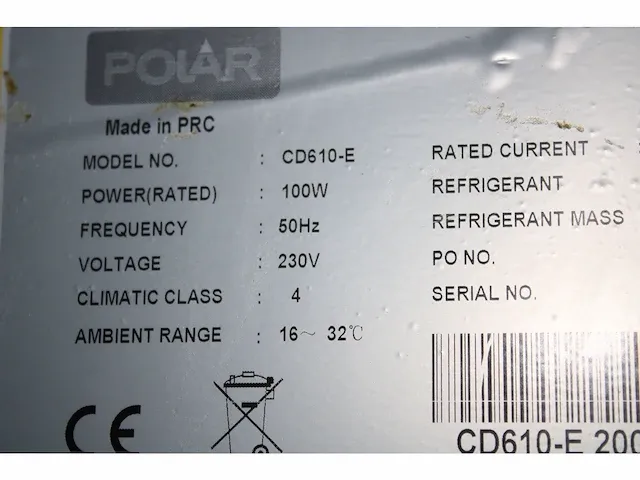 POLAR
Made in PRC
MODEL NO. : CD610-E
POWER(RATED) : 100W
FREQUENCY : 50Hz
VOLTAGE : 230V
CLIMATIC CLASS : 4
AMBIENT RANGE : 16~ 32℃
RATED CURRENT
REFRIGERANT
REFRIGERANT MASS
PO NO.
SERIAL NO.
CE
CD610-E 200